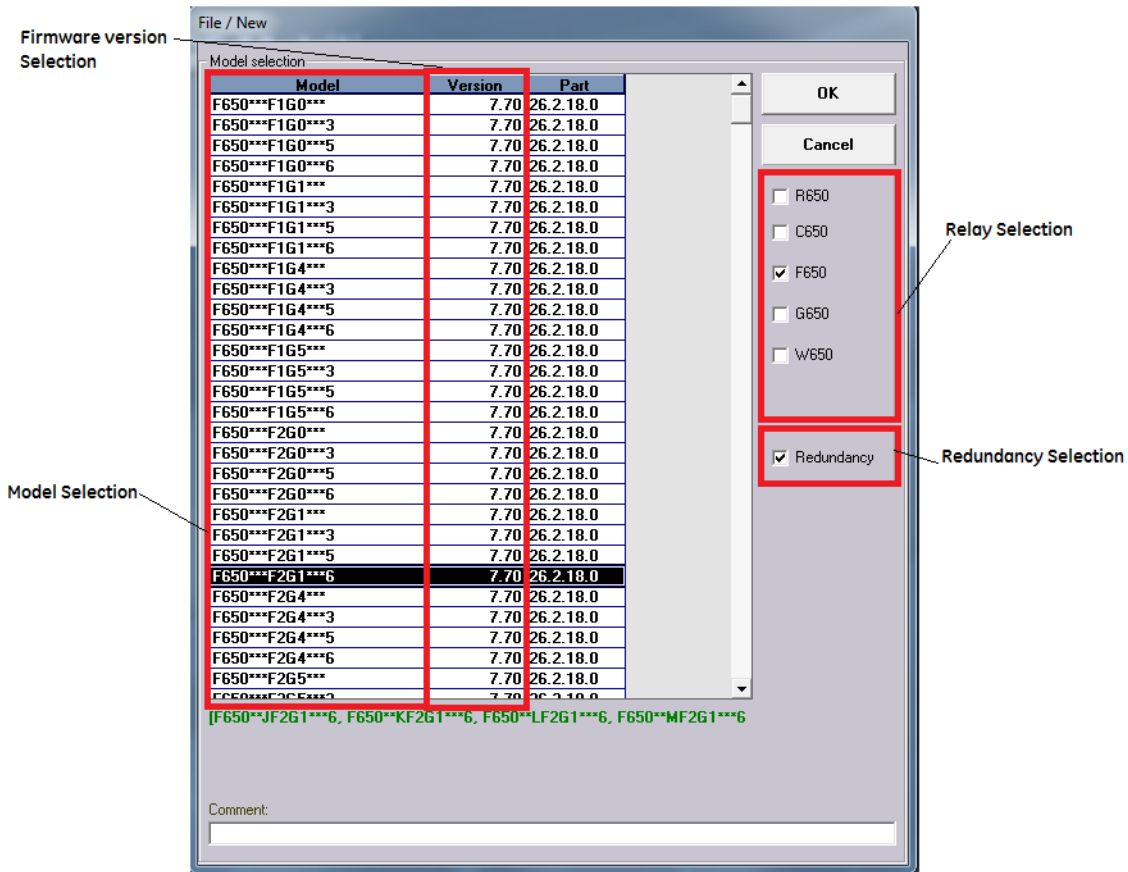 File / New
Firmware version
Selection
Model selection
Model Version Part
F650***F1G0*** 7.70 26.2.18.0
F650***F1G0***3 7.70 26.2.18.0
F650***F1G0***5 7.70 26.2.18.0
F650***F1G0***6 7.70 26.2.18.0
F650***F1G1*** 7.70 26.2.18.0
F650***F1G1***3 7.70 26.2.18.0
F650***F1G1***5 7.70 26.2.18.0
F650***F1G1***6 7.70 26.2.18.0
F650***F1G4*** 7.70 26.2.18.0
F650***F1G4***3 7.70 26.2.18.0
F650***F1G4***5 7.70 26.2.18.0
F650***F1G4***6 7.70 26.2.18.0
F650***F1G5*** 7.70 26.2.18.0
F650***F1G5***3 7.70 26.2.18.0
F650***F1G5***5 7.70 26.2.18.0
F650***F1G5***6 7.70 26.2.18.0
F650***F2G0*** 7.70 26.2.18.0
F650***F2G0***3 7.70 26.2.18.0
F650***F2G0***5 7.70 26.2.18.0
F650***F2G0***6 7.70 26.2.18.0
F650***F2G1*** 7.70 26.2.18.0
F650***F2G1***3 7.70 26.2.18.0
F650***F2G1***5 7.70 26.2.18.0
F650***F2G1***6 7.70 26.2.18.0
F650***F2G4*** 7.70 26.2.18.0
F650***F2G4***3 7.70 26.2.18.0
F650***F2G4***5 7.70 26.2.18.0
F650***F2G4***6 7.70 26.2.18.0
F650***F2G5*** 7.70 26.2.18.0
[F650**JF2G1***6, F650**KF2G1***6, F650**LF2G1***6, F650**MF2G1***6
Comment:
OK
Cancel
R650
C650
F650
G650
W650
Redundancy
Relay Selection
Redundancy Selection
Model Selection